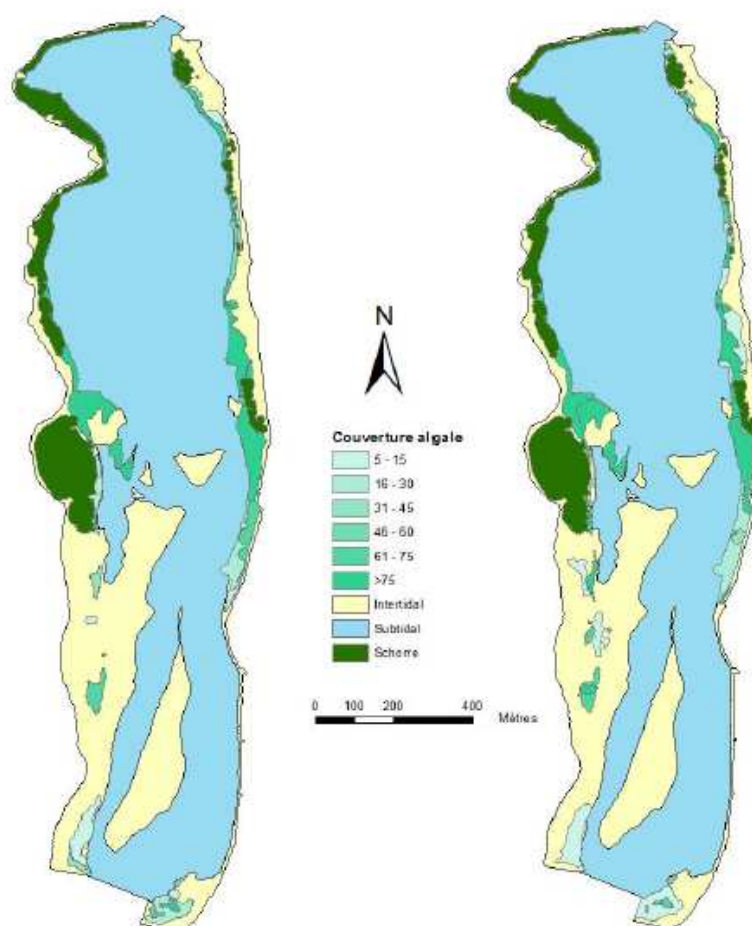 N
Couverture algale
5 - 15
16 - 30
31 - 45
46 - 60
61 - 75
>75
Intertidal
Subtidal
Schorre
0 100 200 400
Mètres